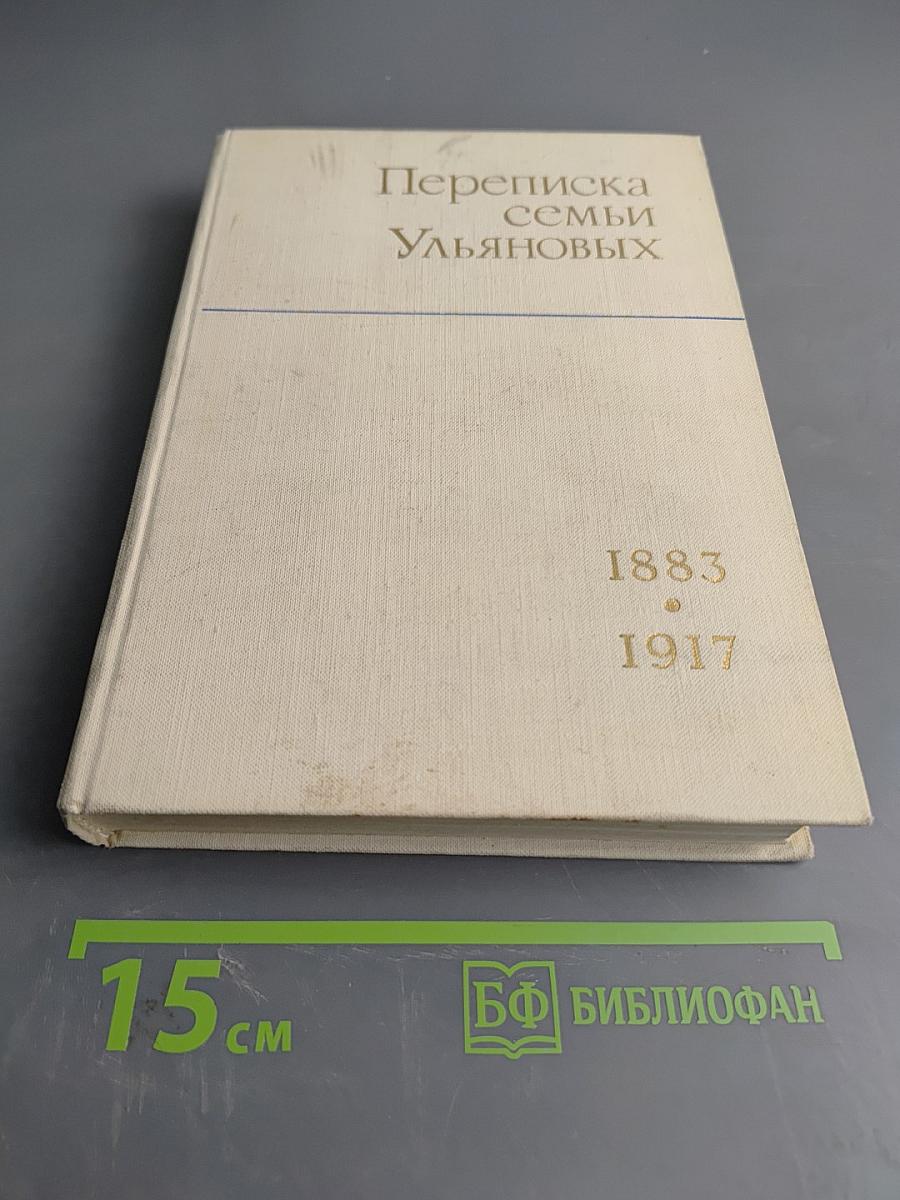 Переписка
семьи
Ульяновых
1883
•
1917
15 см
БФ БИБЛИОФАН